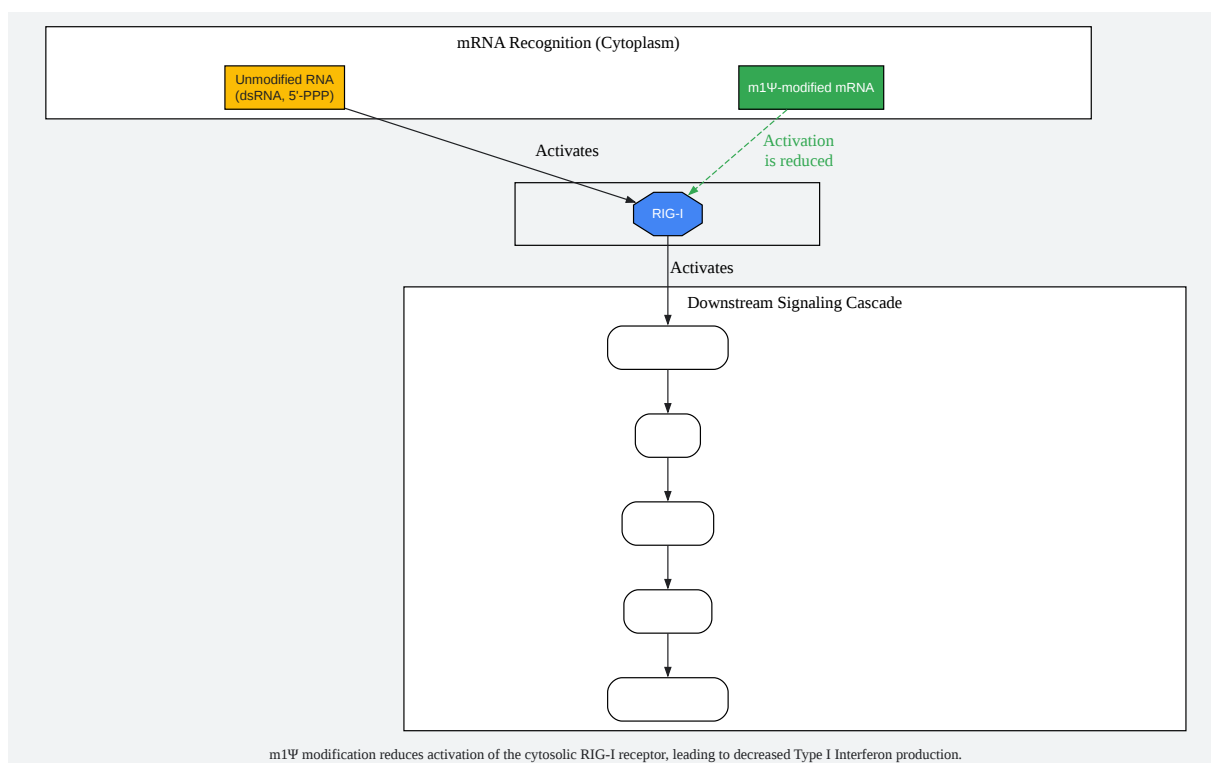 mRNA Recognition (Cytoplasm)
Unmodified RNA
(dsRNA, 5'-PPP)
m1Ψ-modified mRNA
Activates
Activation
is reduced
RIG-I
Activates
Downstream Signaling Cascade
m1Ψ modification reduces activation of the cytosolic RIG-I receptor, leading to decreased Type I Interferon production.